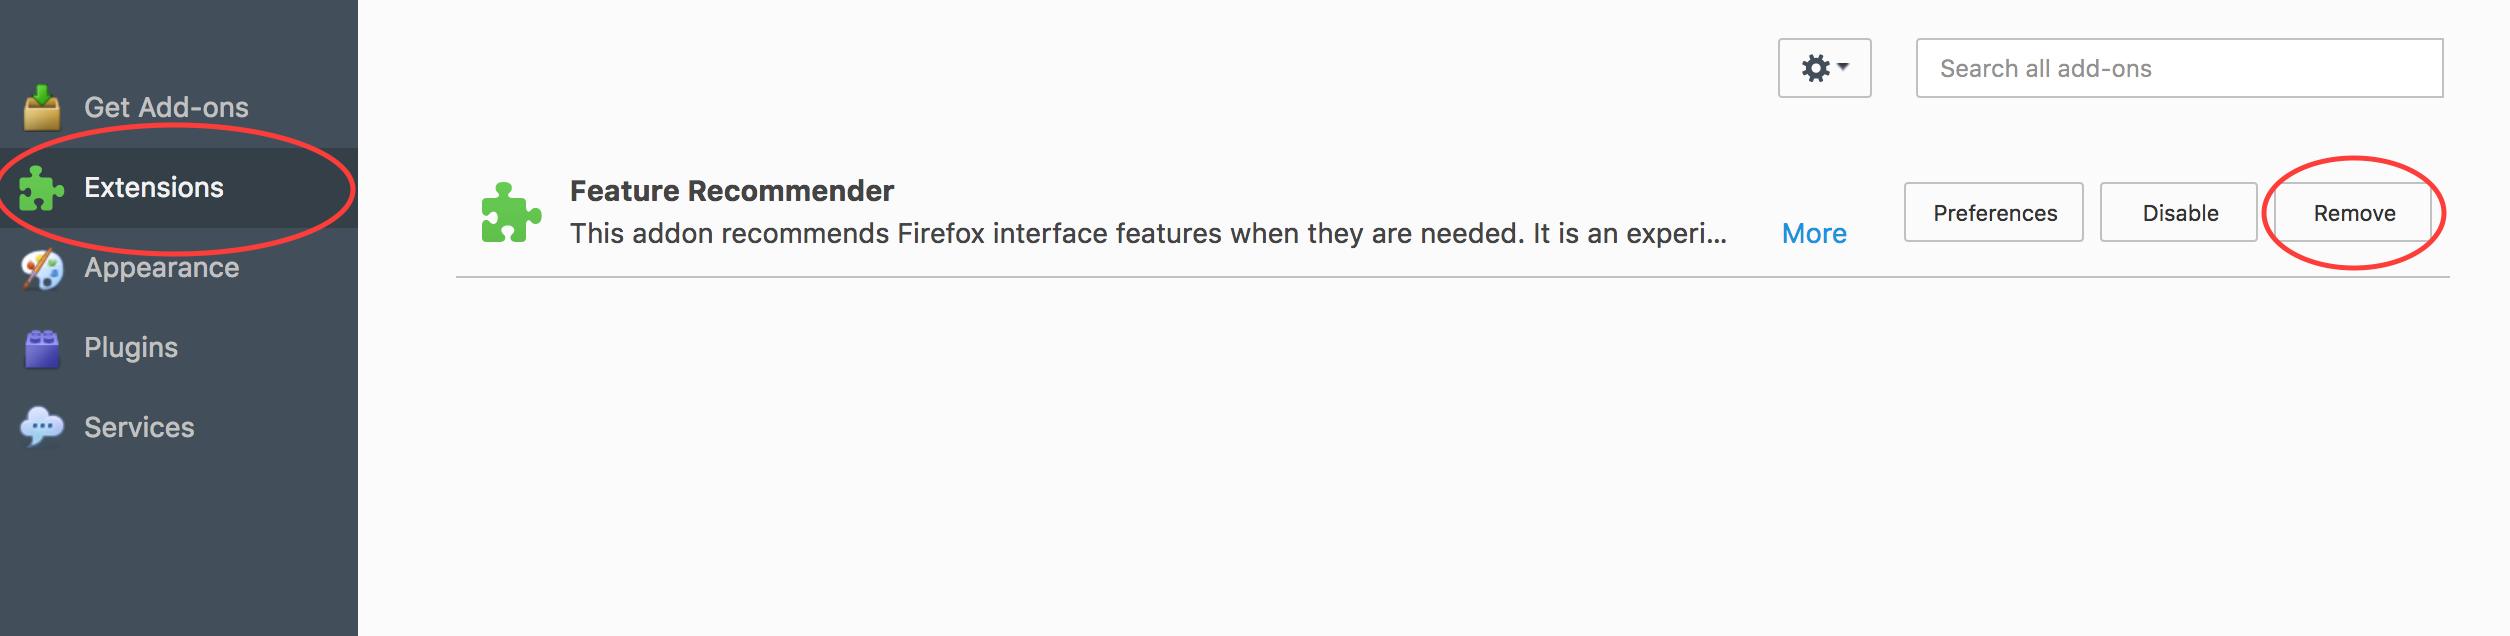 Get Add-ons
Extensions
Appearance
Plugins
Services
Search all add-ons
Feature Recommender
This addon recommends Firefox interface features when they are needed. It is an experi... More
Preferences
Disable
Remove